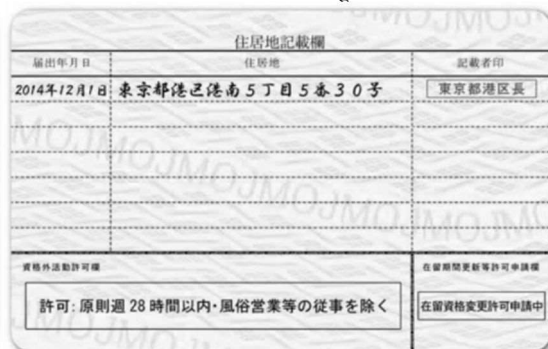 住居地記載欄
届出年月日 住居地 記載者印
2014年12月1日 東京都港区港南5丁目5番30号 東京都港区長
MOJMOJMOJMOJMOJMO
資格外活動許可欄 在留期間更新等許可申請欄
許可:原則週28時間以内・風俗営業等の従事を除く 在留資格変更許可申請中